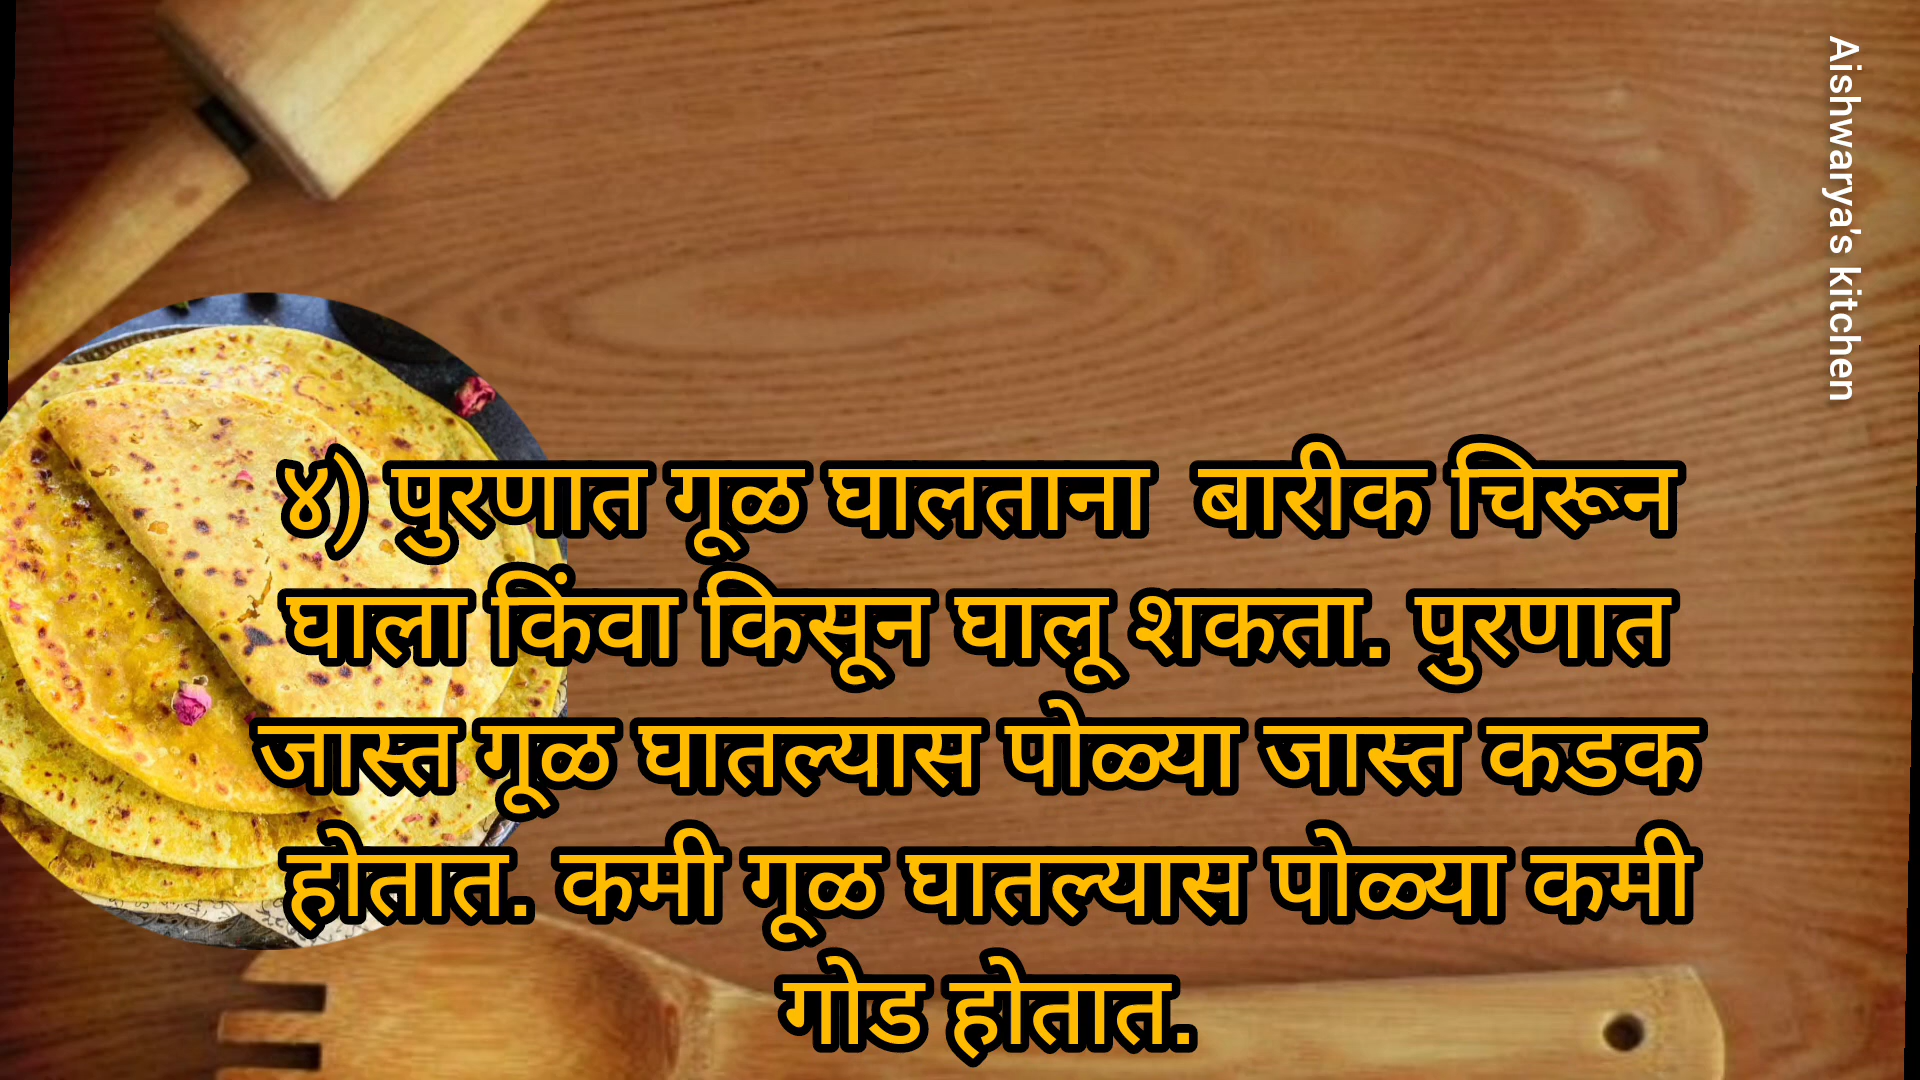 Aishwarya's kitchen
४) पुरणात गूळ घालताना बारीक चिरून
घाला किंवा किसून घालू शकता. पुरणात
जास्त गूळ घातल्यास पोळ्या जास्त कडक
होतात. कमी गूळ घातल्यास पोळ्या कमी
गोड होतात.